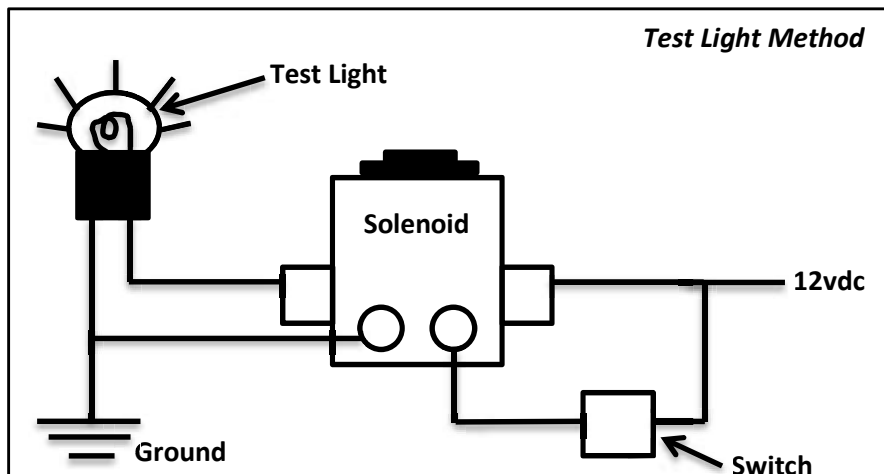 Test Light Method
Test Light
Solenoid
12vdc
Ground
Switch